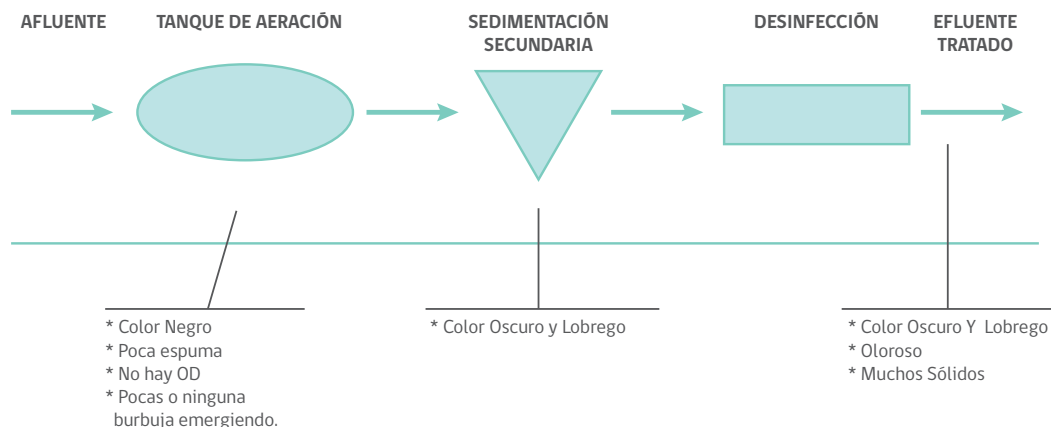 AFLUENTE
TANQUE DE AERACIÓN
SEDIMENTACIÓN
SECUNDARIA
DESINFECCIÓN
EFLUENTE
TRATADO
* Color Negro
* Poca espuma
* No hay OD
* Pocas o ninguna
burbuja emergiendo.
* Color Oscuro y Lobrego
* Color Oscuro Y Lobrego
* Oloroso
* Muchos Sólidos